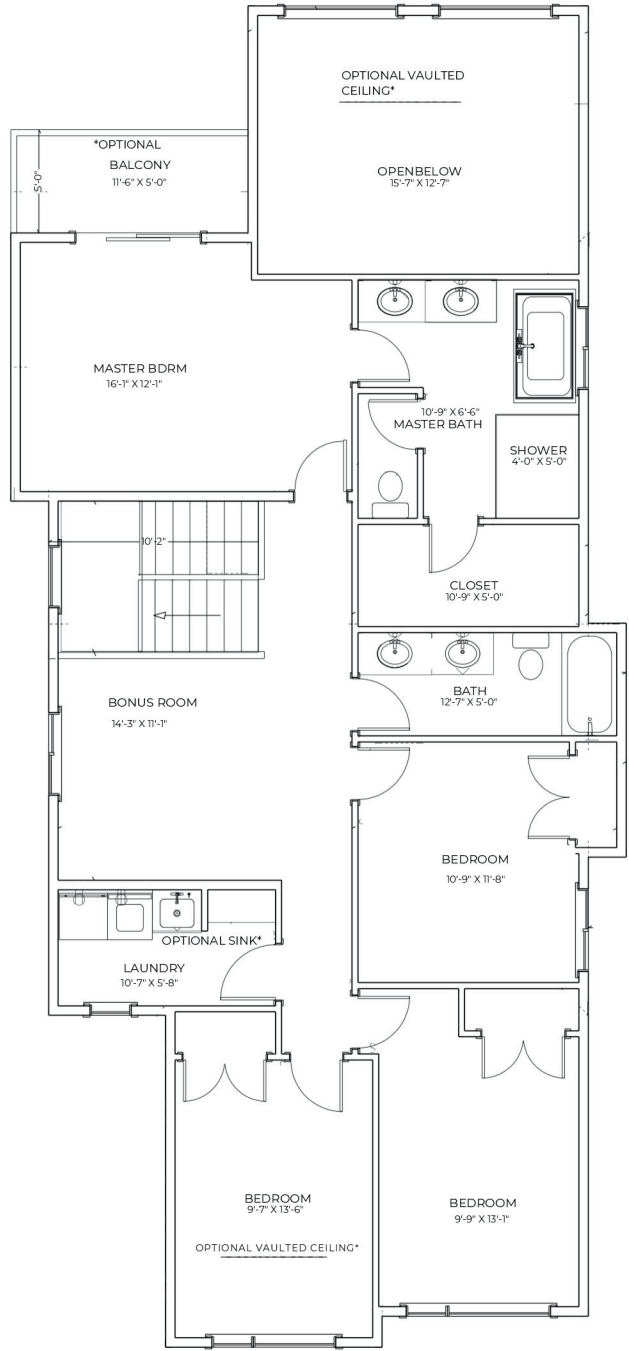 OPTIONAL VAULTED
CEILING*
*OPTIONAL
BALCONY
11'-6" X 5'-0"
5'-0"
OPENBELOW
15'-7" X 12'-7"
MASTER BDRM
16'-1" X 12'-1"
10'-9" X 6'-6"
MASTER BATH
SHOWER
4'-0" X 5'-0"
10'-2"
CLOSET
10'-9" X 5'-0"
BATH
12'-7" X 5'-0"
BONUS ROOM
14'-3" X 11'-1"
BEDROOM
10'-9" X 11'-8"
OPTIONAL SINK*
LAUNDRY
10'-7" X 5'-8"
BEDROOM
9'-7" X 13'-6"
OPTIONAL VAULTED CEILING*
BEDROOM
9'-9" X 13'-1"